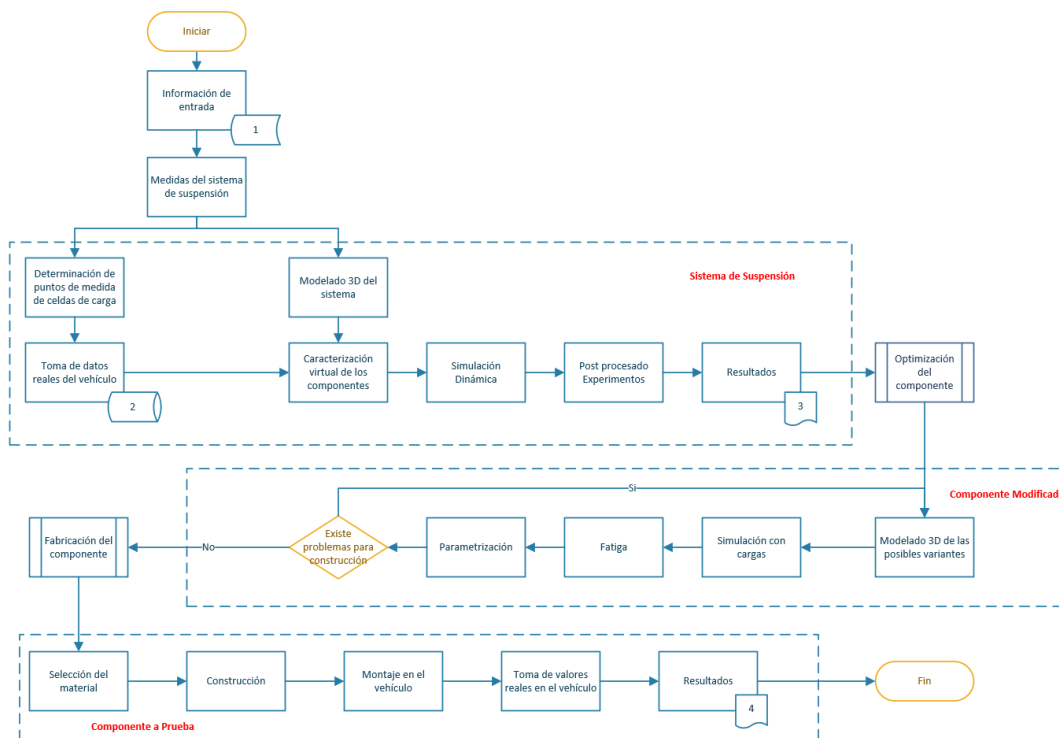 Iniciar
Información de
entrada
1
Medidas del sistema
de suspensión
Sistema de Suspensión
Determinación de
puntos de medida
de celdas de carga
Modelado 3D del
sistema
Toma de datos
reales del vehículo
2
Caracterización
virtual de los
componentes
Simulación
Dinámica
Post procesado
Experimentos
Resultados
3
Optimización
del
componente
Si
Componente Modificad
Fabricación del
componente
No
Existe
problemas para
construcción
Parametrización
Fatiga
Simulación con
cargas
Modelado 3D de las
posibles variantes
Selección del
material
Construcción
Montaje en el
vehículo
Toma de valores
reales en el vehículo
Resultados
4
Fin
Componente a Prueba